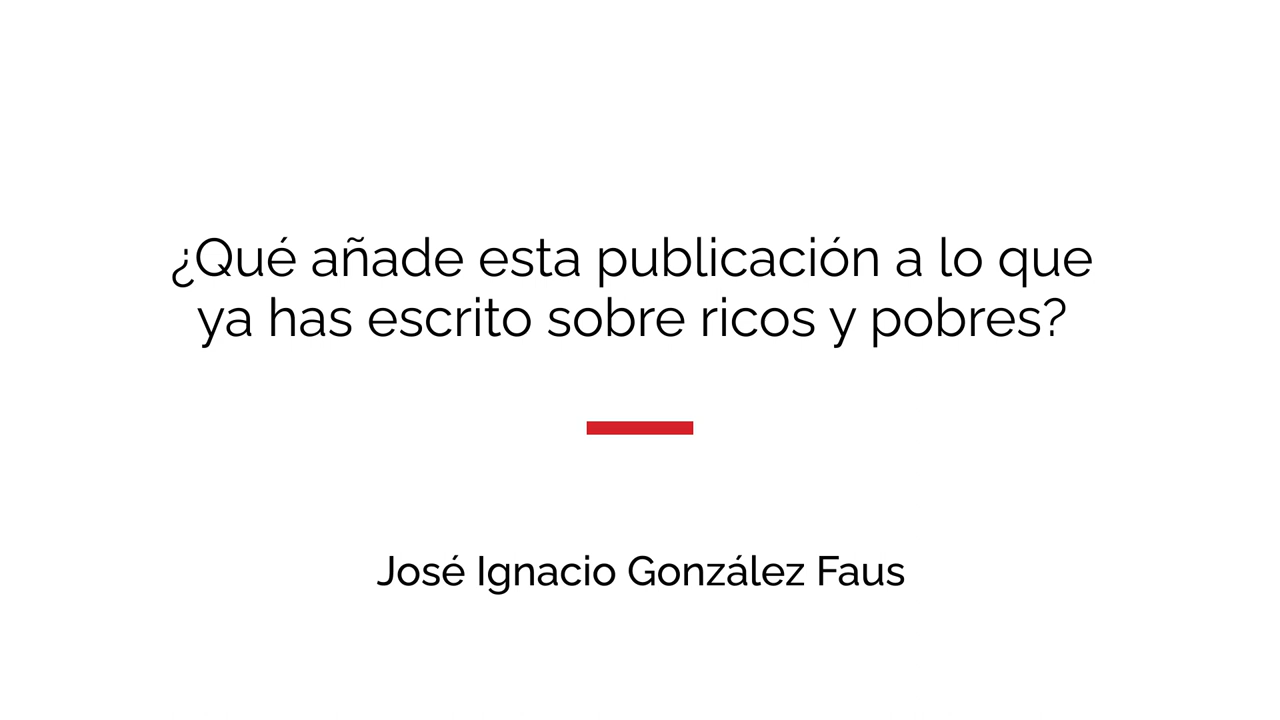 ¿Qué añade esta publicación a lo que
ya has escrito sobre ricos y pobres?
José Ignacio González Faus